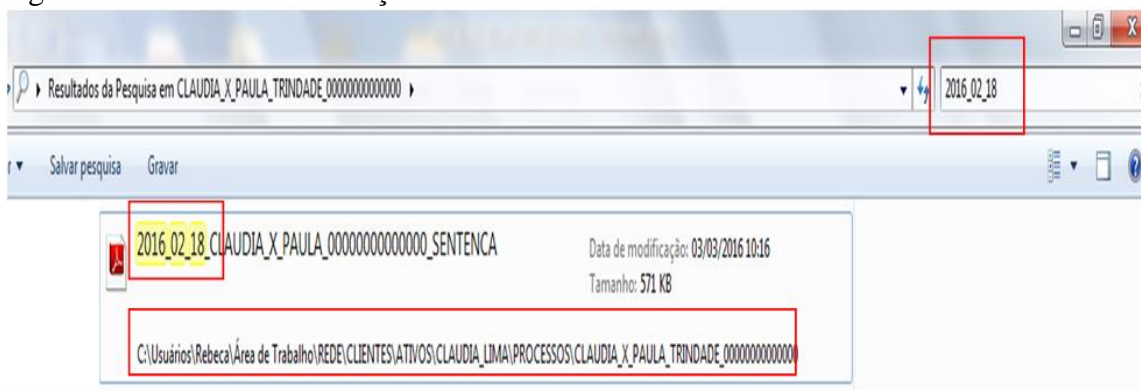 Resultados da Pesquisa em CLAUDIA_X_PAULA_TRINDADE_00000000000000
2016_02_18
Salvar pesquisa Gravar
2016_02_18_CLAUDIA_X_PAULA_00000000000000_SENTENCA
Data de modificação: 03/03/2016 10:16
Tamanho: 571 KB
C:\Usuários\Rebeca\Área de Trabalho\REDE\CLIENTES\ATIVOS\CLAUDIA_LIMA\PROCESSOS\CLAUDIA_X_PAULA_TRINDADE_00000000000000